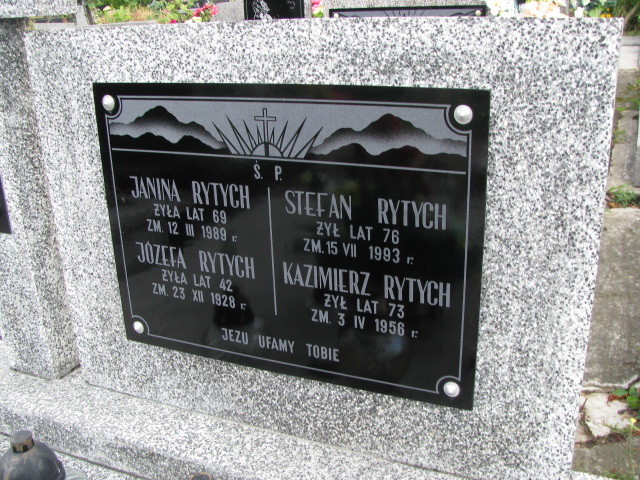 Ś. P.
JANINA RYTYCH
ŻYŁA LAT 69
ZM. 12 III 1989 r.
JÓZEFA RYTYCH
ŻYŁA LAT 42
ZM. 23 XII 1928 r.
STEFAN RYTYCH
ŻYŁ LAT 76
ZM. 15 VII 1993 r.
KAZIMIERZ RYTYCH
ŻYŁ LAT 73
ZM. 3 IV 1956 r.
JEZU UFAMY TOBIE